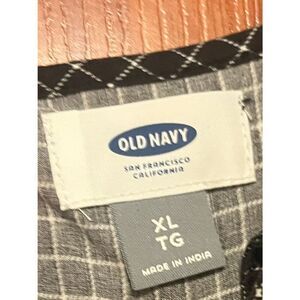 OLD NAVY
SAN FRANCISCO
CALIFORNIA
XL
TG
MADE IN INDIA